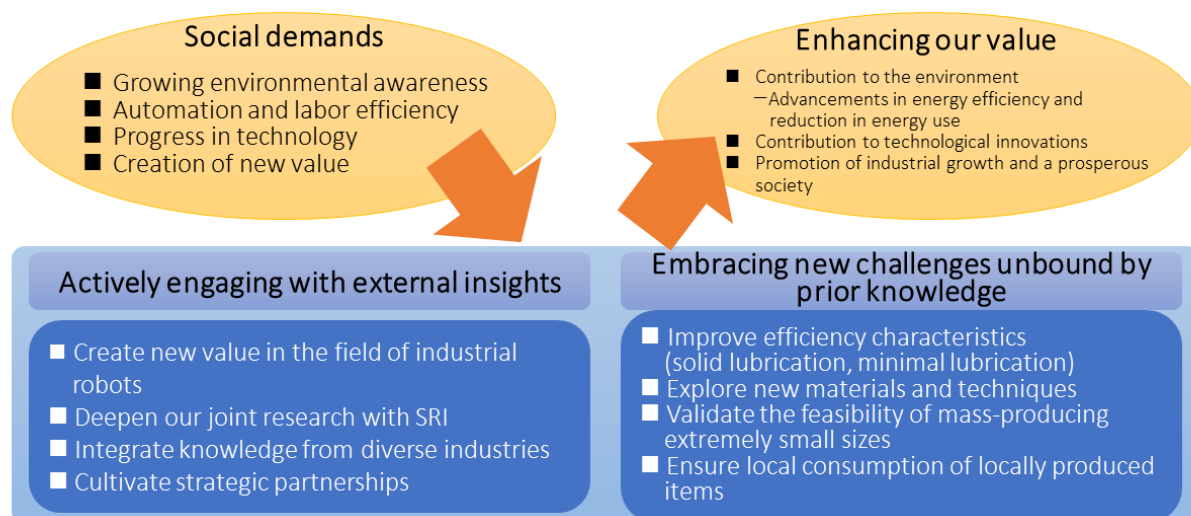 Social demands
■ Growing environmental awareness
■ Automation and labor efficiency
■ Progress in technology
■ Creation of new value
Enhancing our value
■ Contribution to the environment
－Advancements in energy efficiency and
reduction in energy use
■ Contribution to technological innovations
■ Promotion of industrial growth and a prosperous
society
Actively engaging with external insights
■ Create new value in the field of industrial
robots
■ Deepen our joint research with SRI
■ Integrate knowledge from diverse industries
■ Cultivate strategic partnerships
Embracing new challenges unbound by
prior knowledge
■ Improve efficiency characteristics
(solid lubrication, minimal lubrication)
■ Explore new materials and techniques
■ Validate the feasibility of mass-producing
extremely small sizes
■ Ensure local consumption of locally produced
items